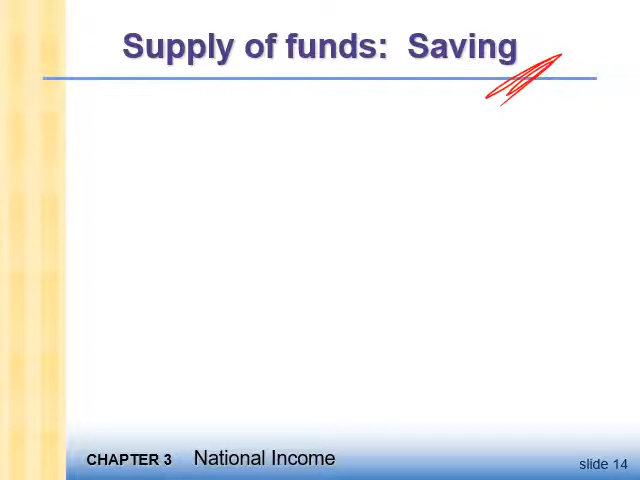 Supply of funds: Saving
CHAPTER 3 National Income
slide 14